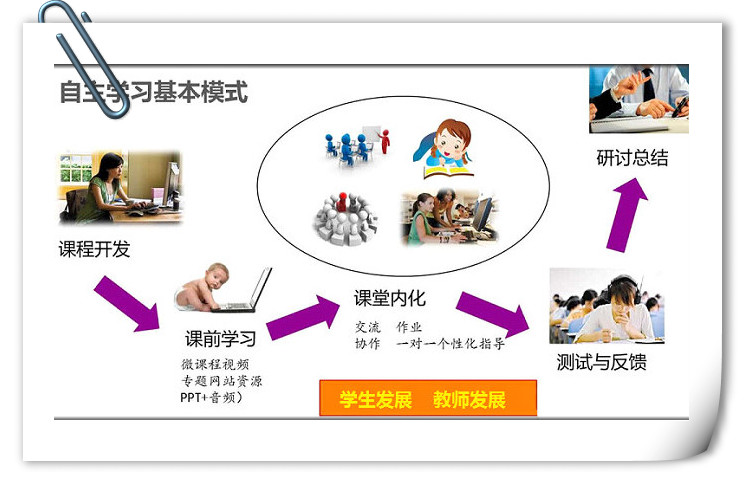 自主学习基本模式
研讨总结
课程开发
课堂内化
交流 作业
协作 一对一个性化指导
课前学习
微课程视频
专题网站资源
PPT+音频）
测试与反馈
学生发展 教师发展